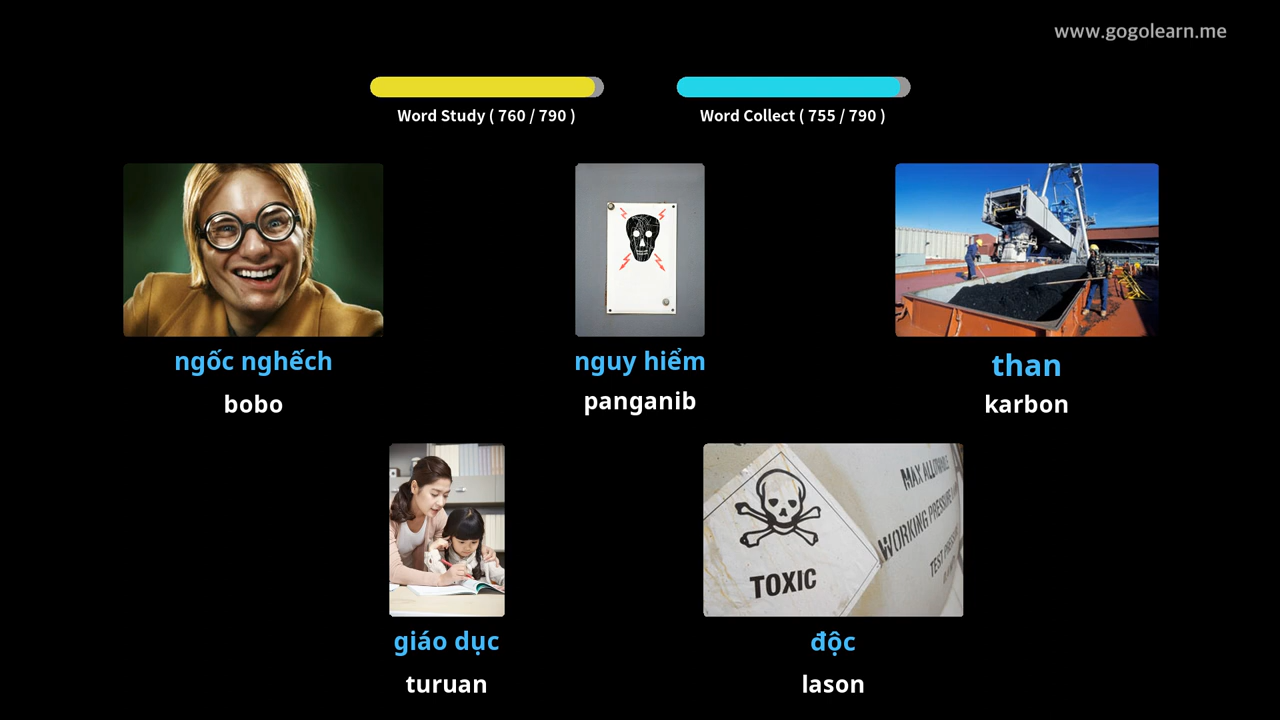 www.gogolearn.me
Word Study ( 760 / 790 )
Word Collect ( 755 / 790 )
ngốc nghếch
nguy hiểm
than
bobo
panganib
karbon
MAX ALLOWABLE
WORKING PRESSURE
TEST PRESSURE
TOXIC
giáo dục
độc
turuan
lason